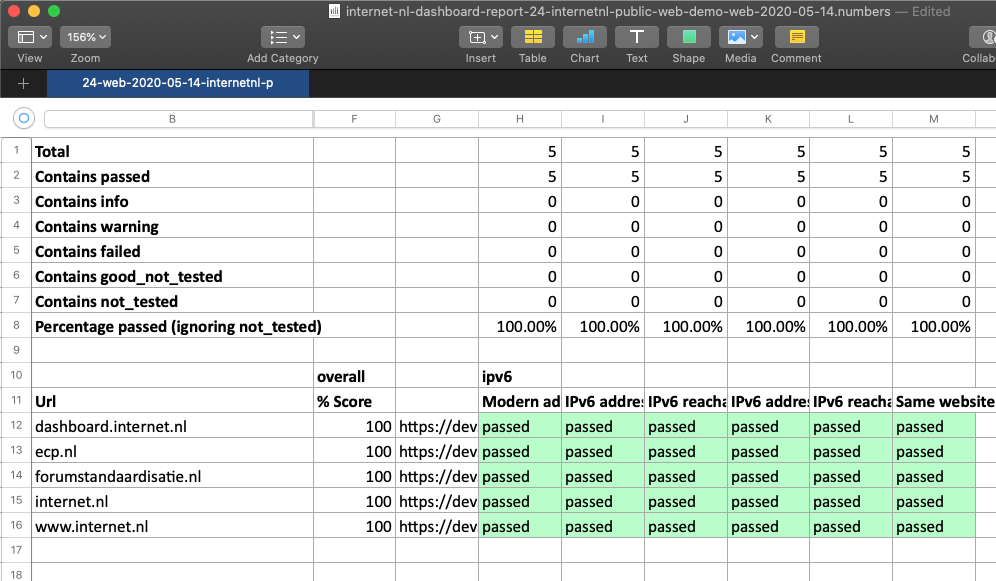 internet-nl-dashboard-report-24-internetnl-public-web-demo-web-2020-05-14.numbers — Edited
156%
View Zoom Add Category Insert Table Chart Text Shape Media Comment Collab
24-web-2020-05-14-internetnl-p
B F G H I J K L M
1 Total 5 5 5 5 5 5
2 Contains passed 5 5 5 5 5 5
3 Contains info 0 0 0 0 0 0
4 Contains warning 0 0 0 0 0 0
5 Contains failed 0 0 0 0 0 0
6 Contains good_not_tested 0 0 0 0 0 0
7 Contains not_tested 0 0 0 0 0 0
8 Percentage passed (ignoring not_tested) 100.00% 100.00% 100.00% 100.00% 100.00% 100.00%
9
10 overall ipv6
11 Url % Score Modern ad IPv6 addres IPv6 reacha IPv6 addres IPv6 reacha Same website
12 dashboard.internet.nl 100 https://dev. passed passed passed passed passed passed
13 ecp.nl 100 https://dev. passed passed passed passed passed passed
14 forumstandaardisatie.nl 100 https://dev. passed passed passed passed passed passed
15 internet.nl 100 https://dev. passed passed passed passed passed passed
16 www.internet.nl 100 https://dev. passed passed passed passed passed passed
17
18